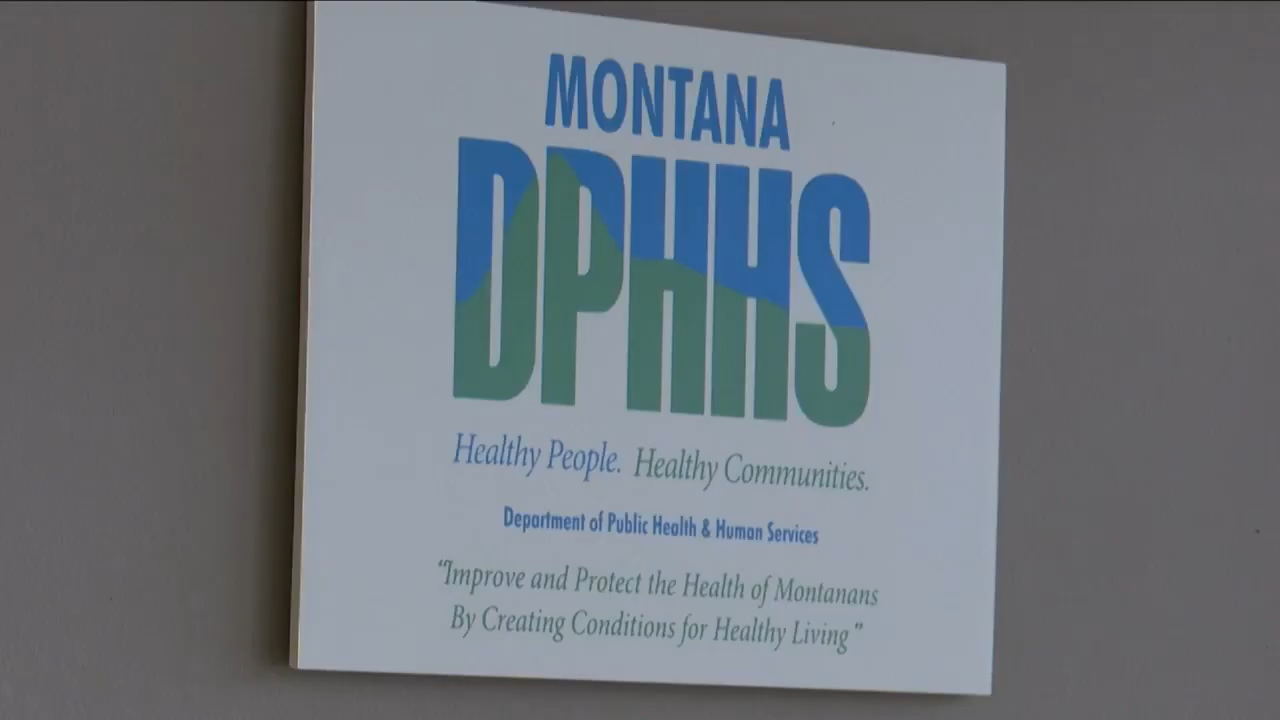 MONTANA
DPHHS
Healthy People. Healthy Communities.
Department of Public Health & Human Services
“Improve and Protect the Health of Montanans
By Creating Conditions for Healthy Living”